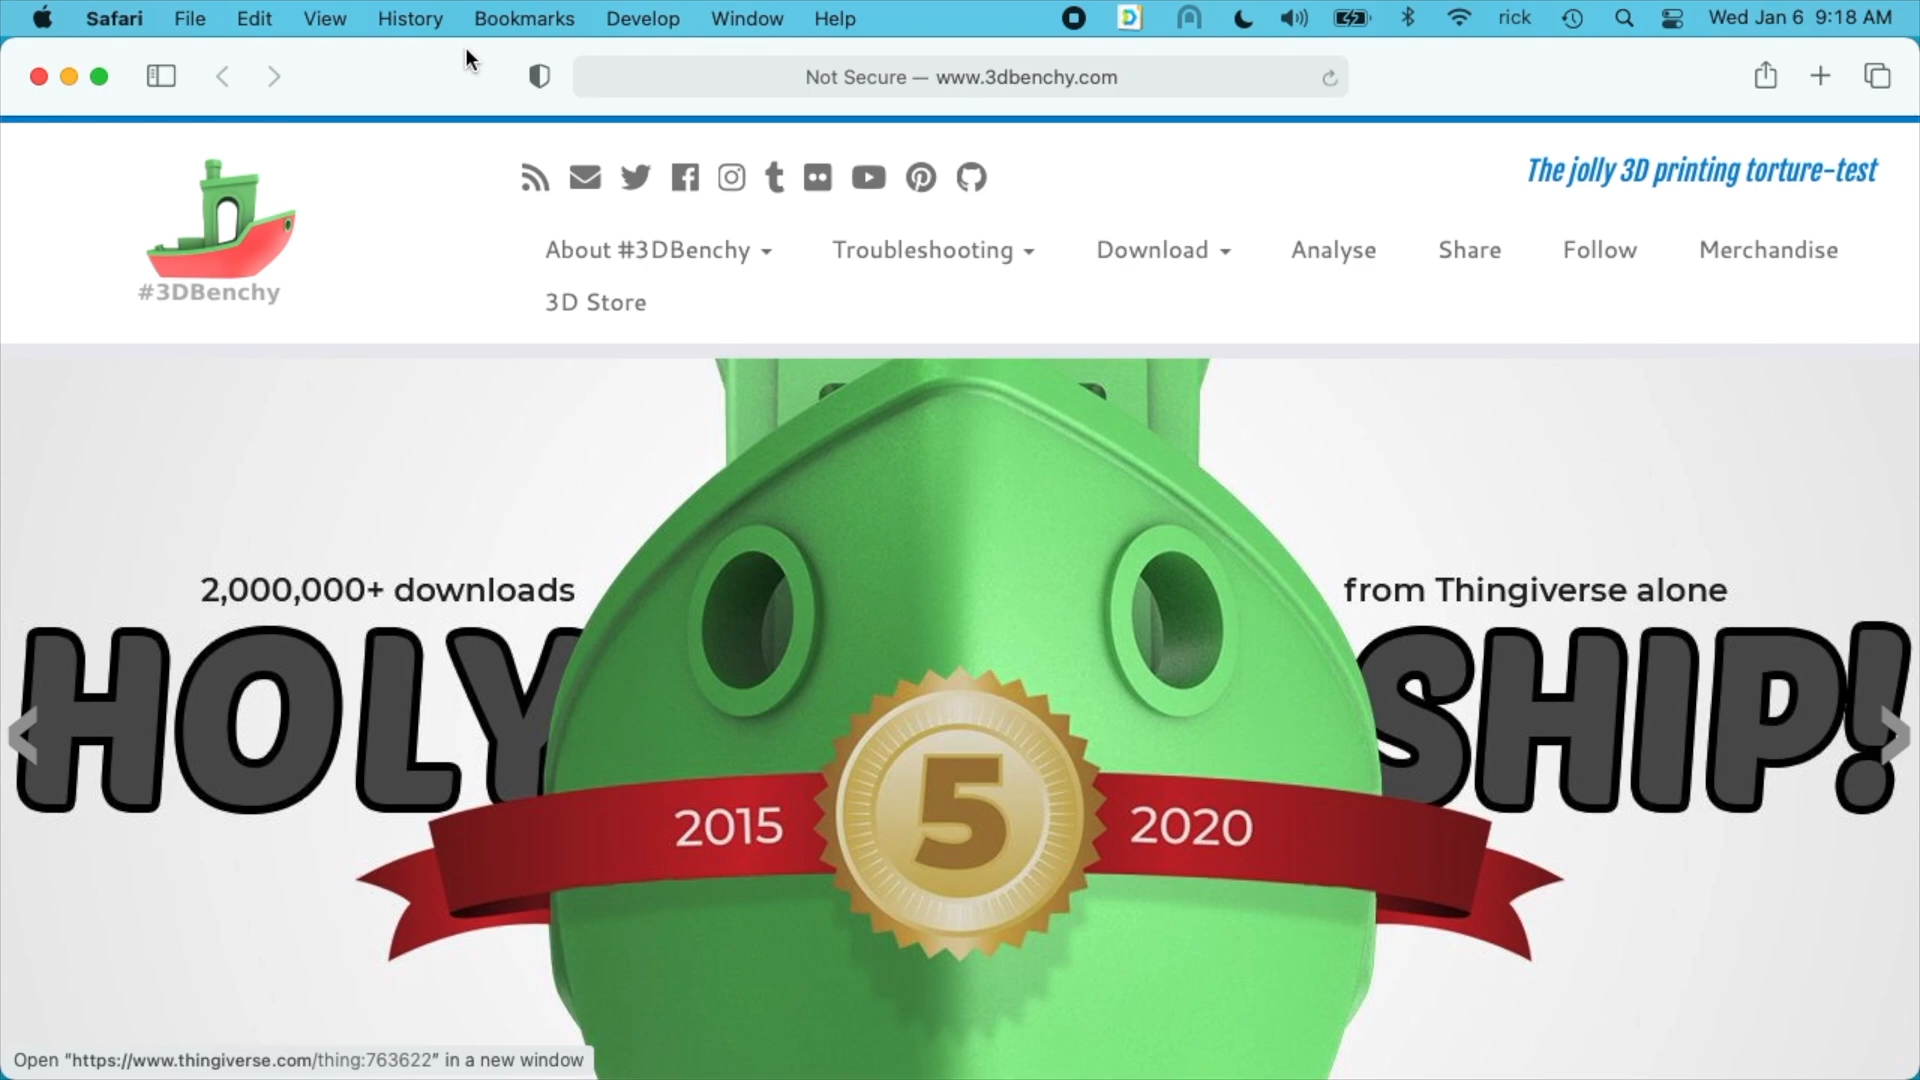 Safari File Edit View History Bookmarks Develop Window Help rick Wed Jan 6 9:18 AM
Not Secure — www.3dbenchy.com
The jolly 3D printing torture-test
About #3DBenchy Troubleshooting Download Analyse Share Follow Merchandise
#3DBenchy
3D Store
2,000,000+ downloads from Thingiverse alone
HOLY SHIP!
2015 5 2020
Open “https://www.thingiverse.com/thing:763622” in a new window